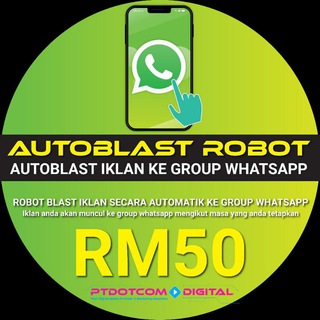 AUTOBLAST ROBOT
AUTOBLAST IKLAN KE GROUP WHATSAPP
ROBOT BLAST IKLAN SECARA AUTOMATIK KE GROUP WHATSAPP
Iklan anda akan muncul ke group whatsapp mengikut masa yang anda tetapkan
RM50
PTDOTCOM DIGITAL